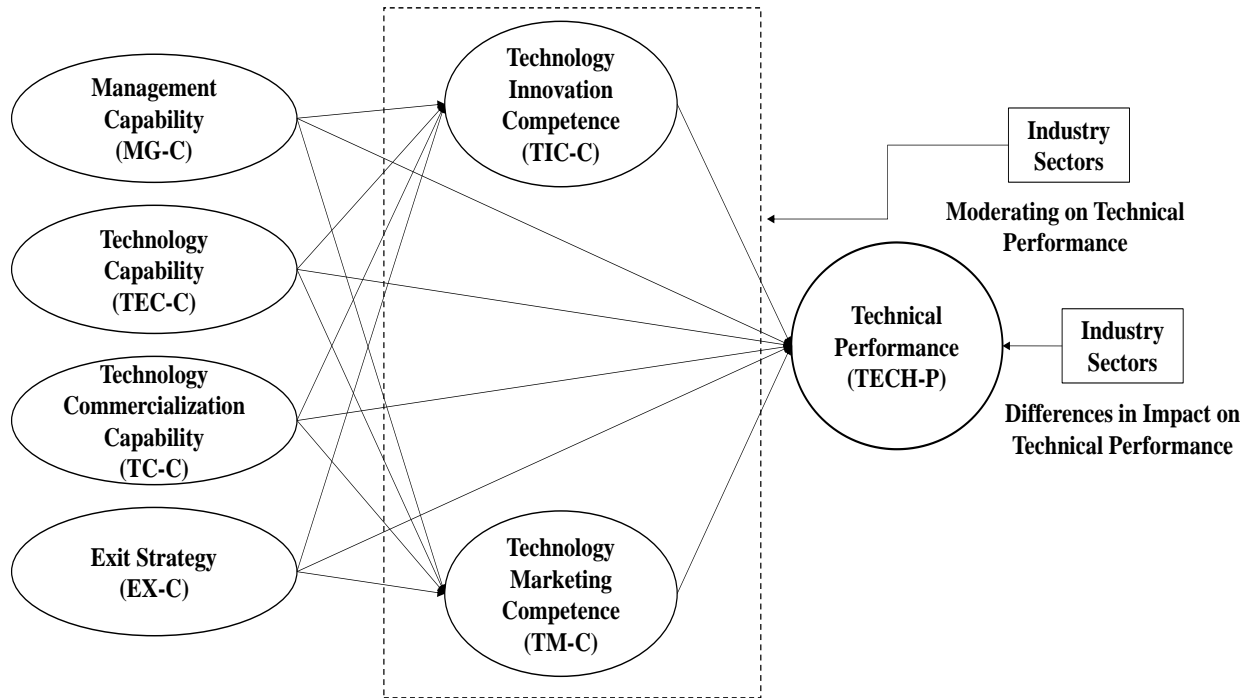 Management
Capability
(MG-C)
Technology
Capability
(TEC-C)
Technology
Commercialization
Capability
(TC-C)
Exit Strategy
(EX-C)
Technology
Innovation
Competence
(TIC-C)
Technology
Marketing
Competence
(TM-C)
Technical
Performance
(TECH-P)
Industry
Sectors
Moderating on Technical
Performance
Industry
Sectors
Differences in Impact on
Technical Performance